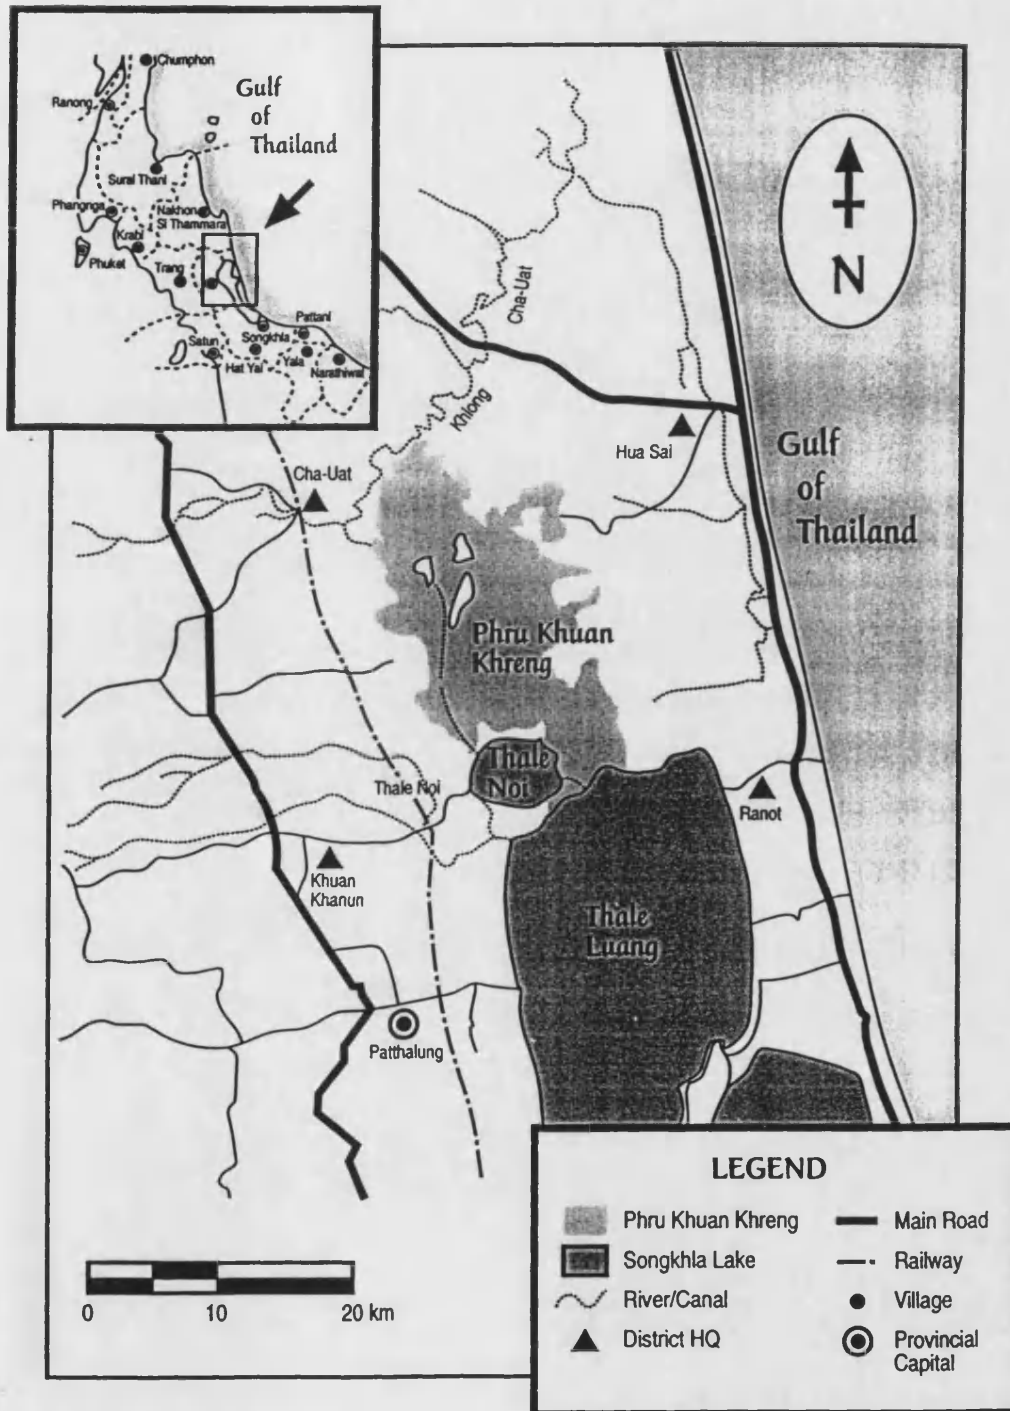 Chumphon
Ranong
Gulf
of
Thailand
Surat Thani
Phangnga
Nakhon
Si Thammara
Krabi
Phuket
Trang
Pattani
Songkhla
Satun
Hat Yai
Yala
Narathiwat
Cha-Uat
Khlong
Hua Sai
Gulf
of
Thailand
N
Cha-Uat
Phru Khuan
Khreng
Thale
Noi
Thale Noi
Ranot
Khuan
Khanun
Thale
Luang
Patthalung
0 10 20 km
LEGEND
Phru Khuan Khreng
Main Road
Songkhla Lake
Railway
River/Canal
Village
District HQ
Provincial
Capital